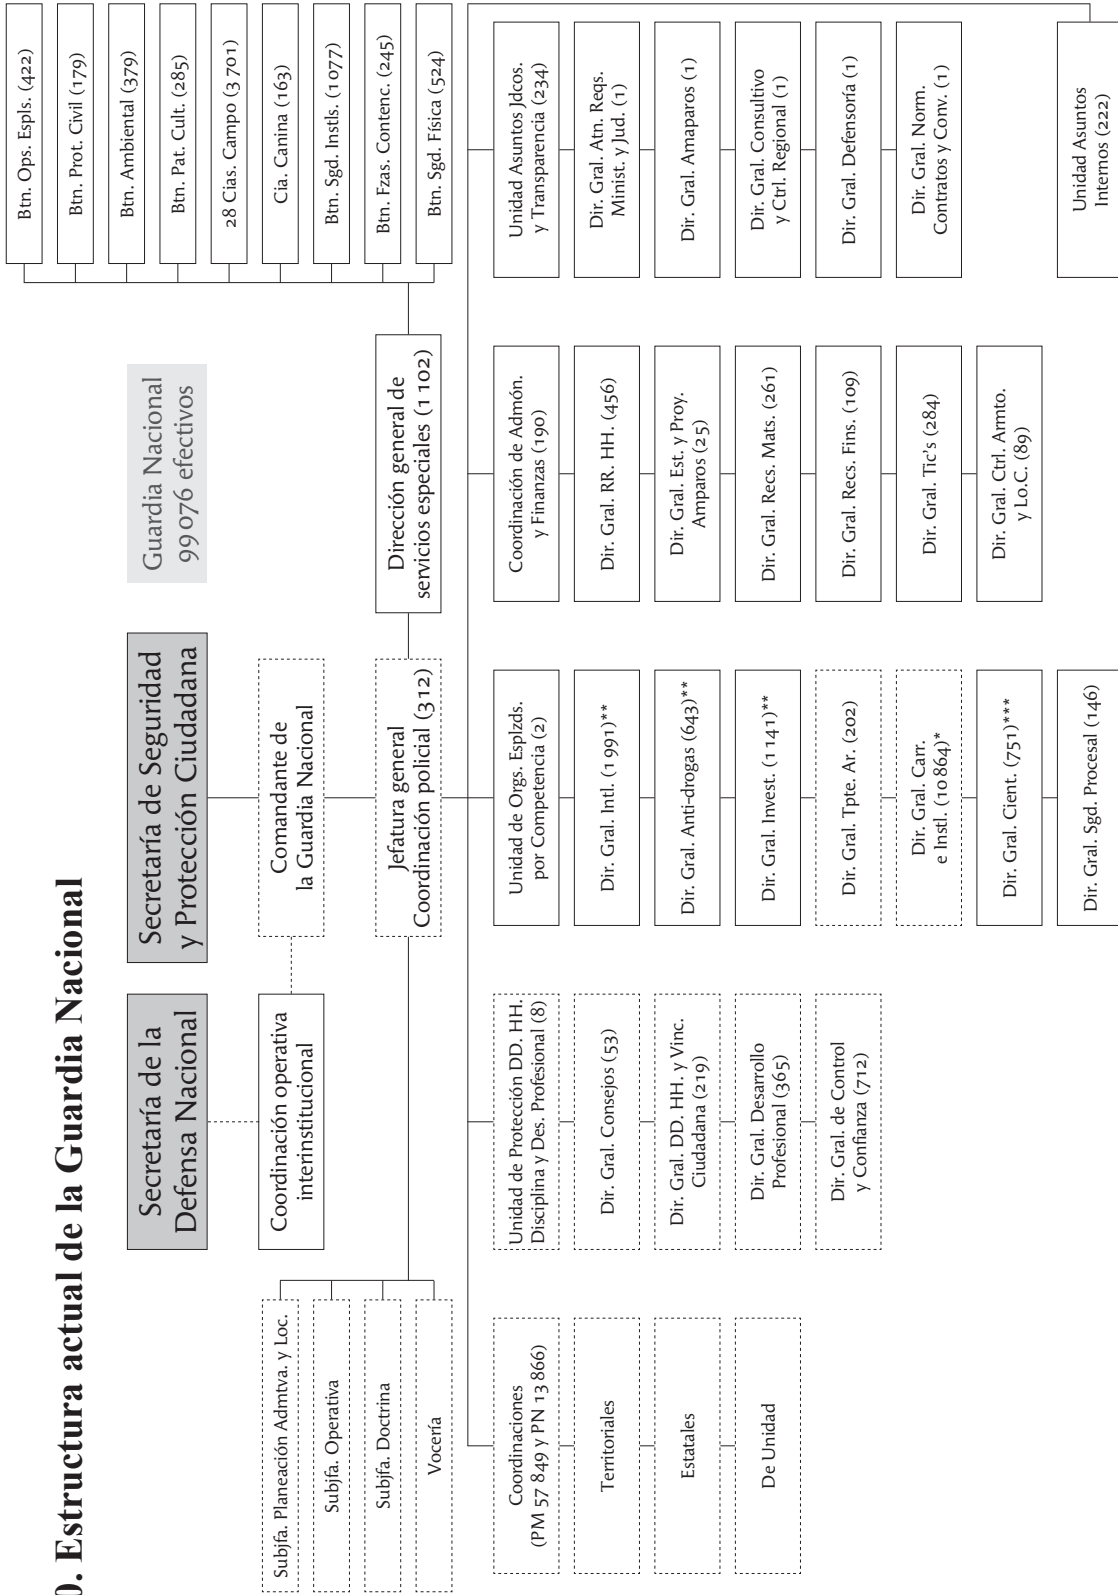 0. Estructura actual de la Guardia Nacional
Secretaría de la
Defensa Nacional
Secretaría de Seguridad
y Protección Ciudadana
Guardia Nacional
99 076 efectivos
Coordinación operativa
interinstitucional
Comandante de
la Guardia Nacional
Jefatura general
Coordinación policial (312)
Dirección general de
servicios especiales (1 102)
Subjfa. Planeación Admtva. y Loc.
Subjfa. Operativa
Subjfa. Doctrina
Vocería
Btn. Ops. Espls. (422)
Btn. Prot. Civil (179)
Btn. Ambiental (379)
Btn. Pat. Cult. (285)
28 Cias. Campo (3 701)
Cia. Canina (163)
Btn. Sgd. Instls. (1 077)
Btn. Fzas. Contenc. (245)
Btn. Sgd. Física (524)
Coordinaciones
(PM 57 849 y PN 13 866)
Territoriales
Estatales
De Unidad
Unidad de Protección DD. HH.
Disciplina y Des. Profesional (8)
Dir. Gral. Consejos (53)
Dir. Gral. DD. HH. y Vinc.
Ciudadana (219)
Dir. Gral. Desarrollo
Profesional (365)
Dir. Gral. de Control
y Confianza (712)
Unidad de Orgs. Esplzds.
por Competencia (2)
Dir. Gral. Intl. (1 991)**
Dir. Gral. Anti-drogas (643)**
Dir. Gral. Invest. (1 141)**
Dir. Gral. Tpte. Ar. (202)
Dir. Gral. Carr.
e Instl. (10 864)*
Dir. Gral. Cient. (751)***
Dir. Gral. Sgd. Procesal (146)
Coordinación de Admón.
y Finanzas (190)
Dir. Gral. RR. HH. (456)
Dir. Gral. Est. y Proy.
Amparos (25)
Dir. Gral. Recs. Mats. (261)
Dir. Gral. Recs. Fins. (109)
Dir. Gral. Tic's (284)
Dir. Gral. Ctrl. Armto.
y Lo.C. (89)
Unidad Asuntos Jdcos.
y Transparencia (234)
Dir. Gral. Atn. Reqs.
Minist. y Jud. (1)
Dir. Gral. Amaparos (1)
Dir. Gral. Consultivo
y Ctrl. Regional (1)
Dir. Gral. Defensoría (1)
Dir. Gral. Norm.
Contratos y Conv. (1)
Unidad Asuntos
Internos (222)